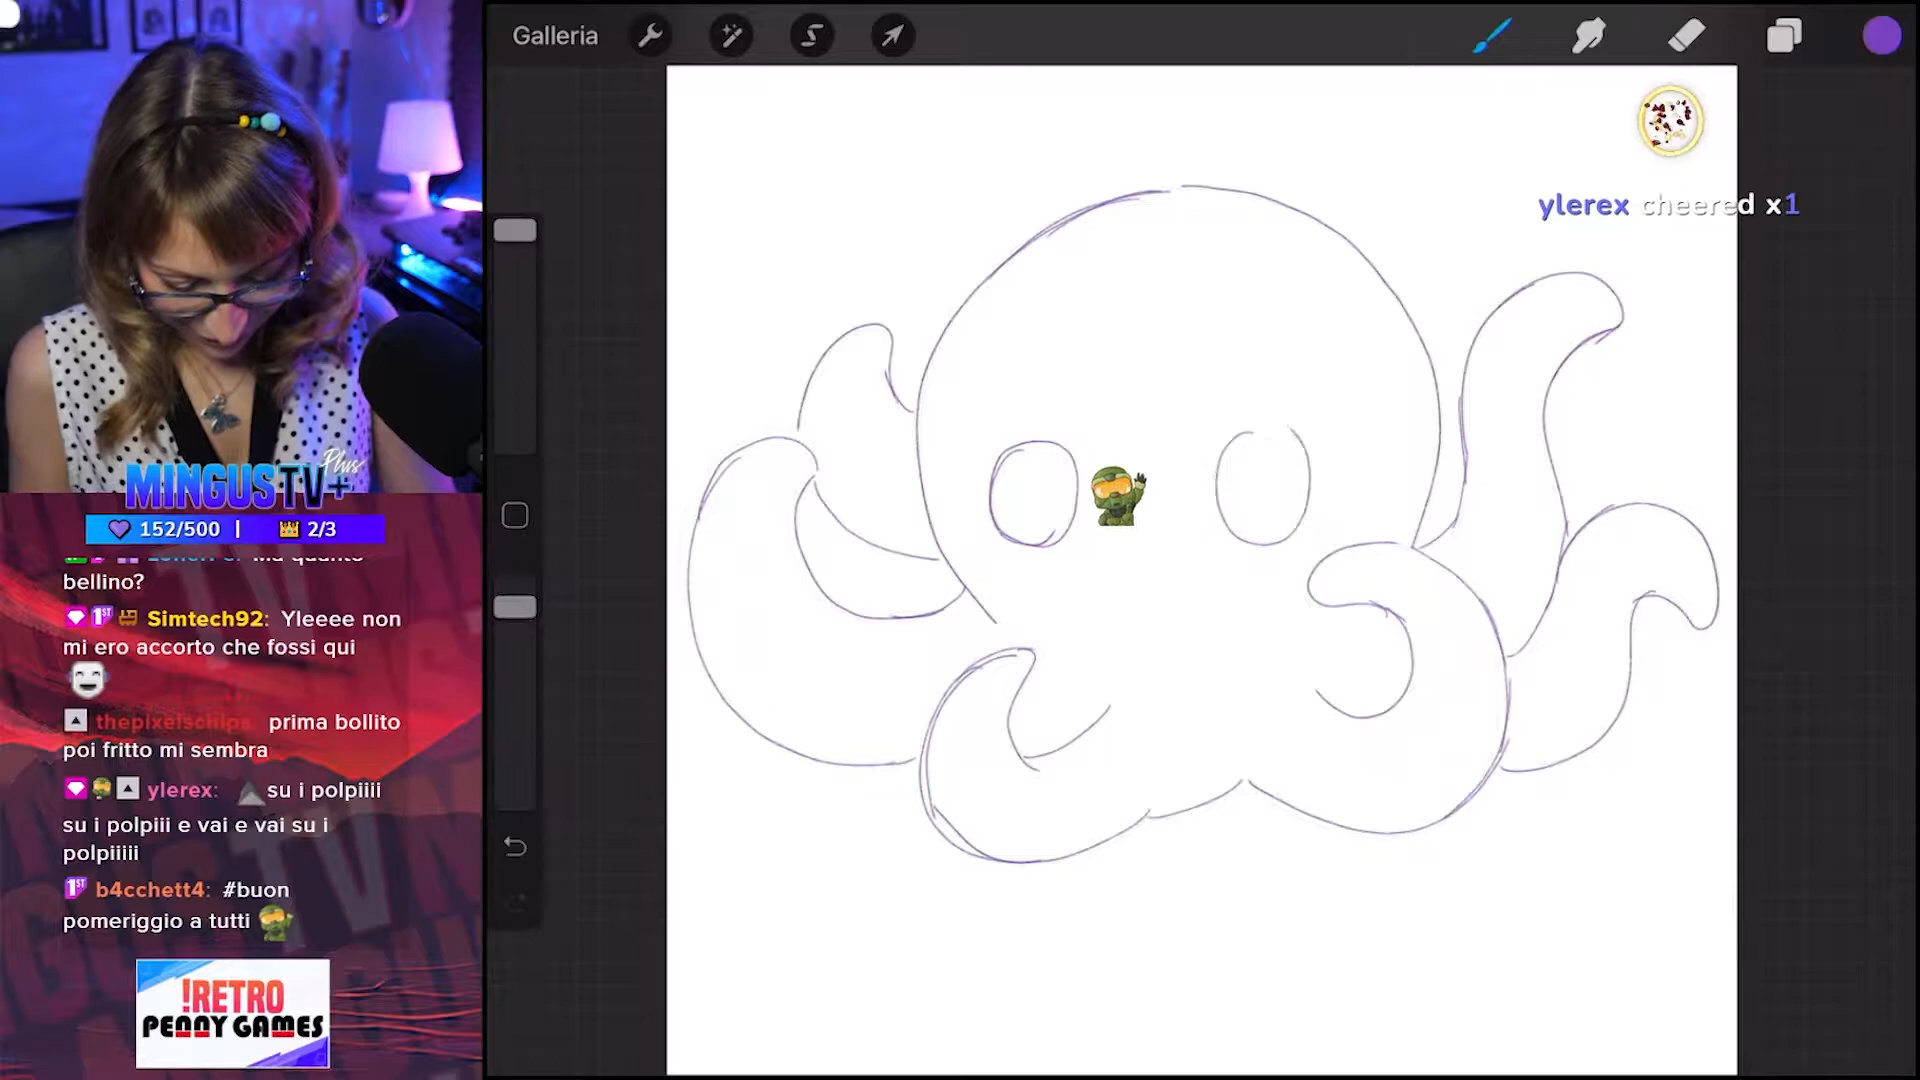 Galleria
ylerex cheered x1
MINGUSTV+
Plus
152/500 | 2/3
bellino?
Simtech92: Yleeee non
mi ero accorto che fossi qui
thepixelschips prima bollito
poi fritto mi sembra
ylerex: su i polpiiii
su i polpiii e vai e vai su i
polpiiiii
b4cchett4: #buon
pomeriggio a tutti
!RETRO
PENNY GAMES